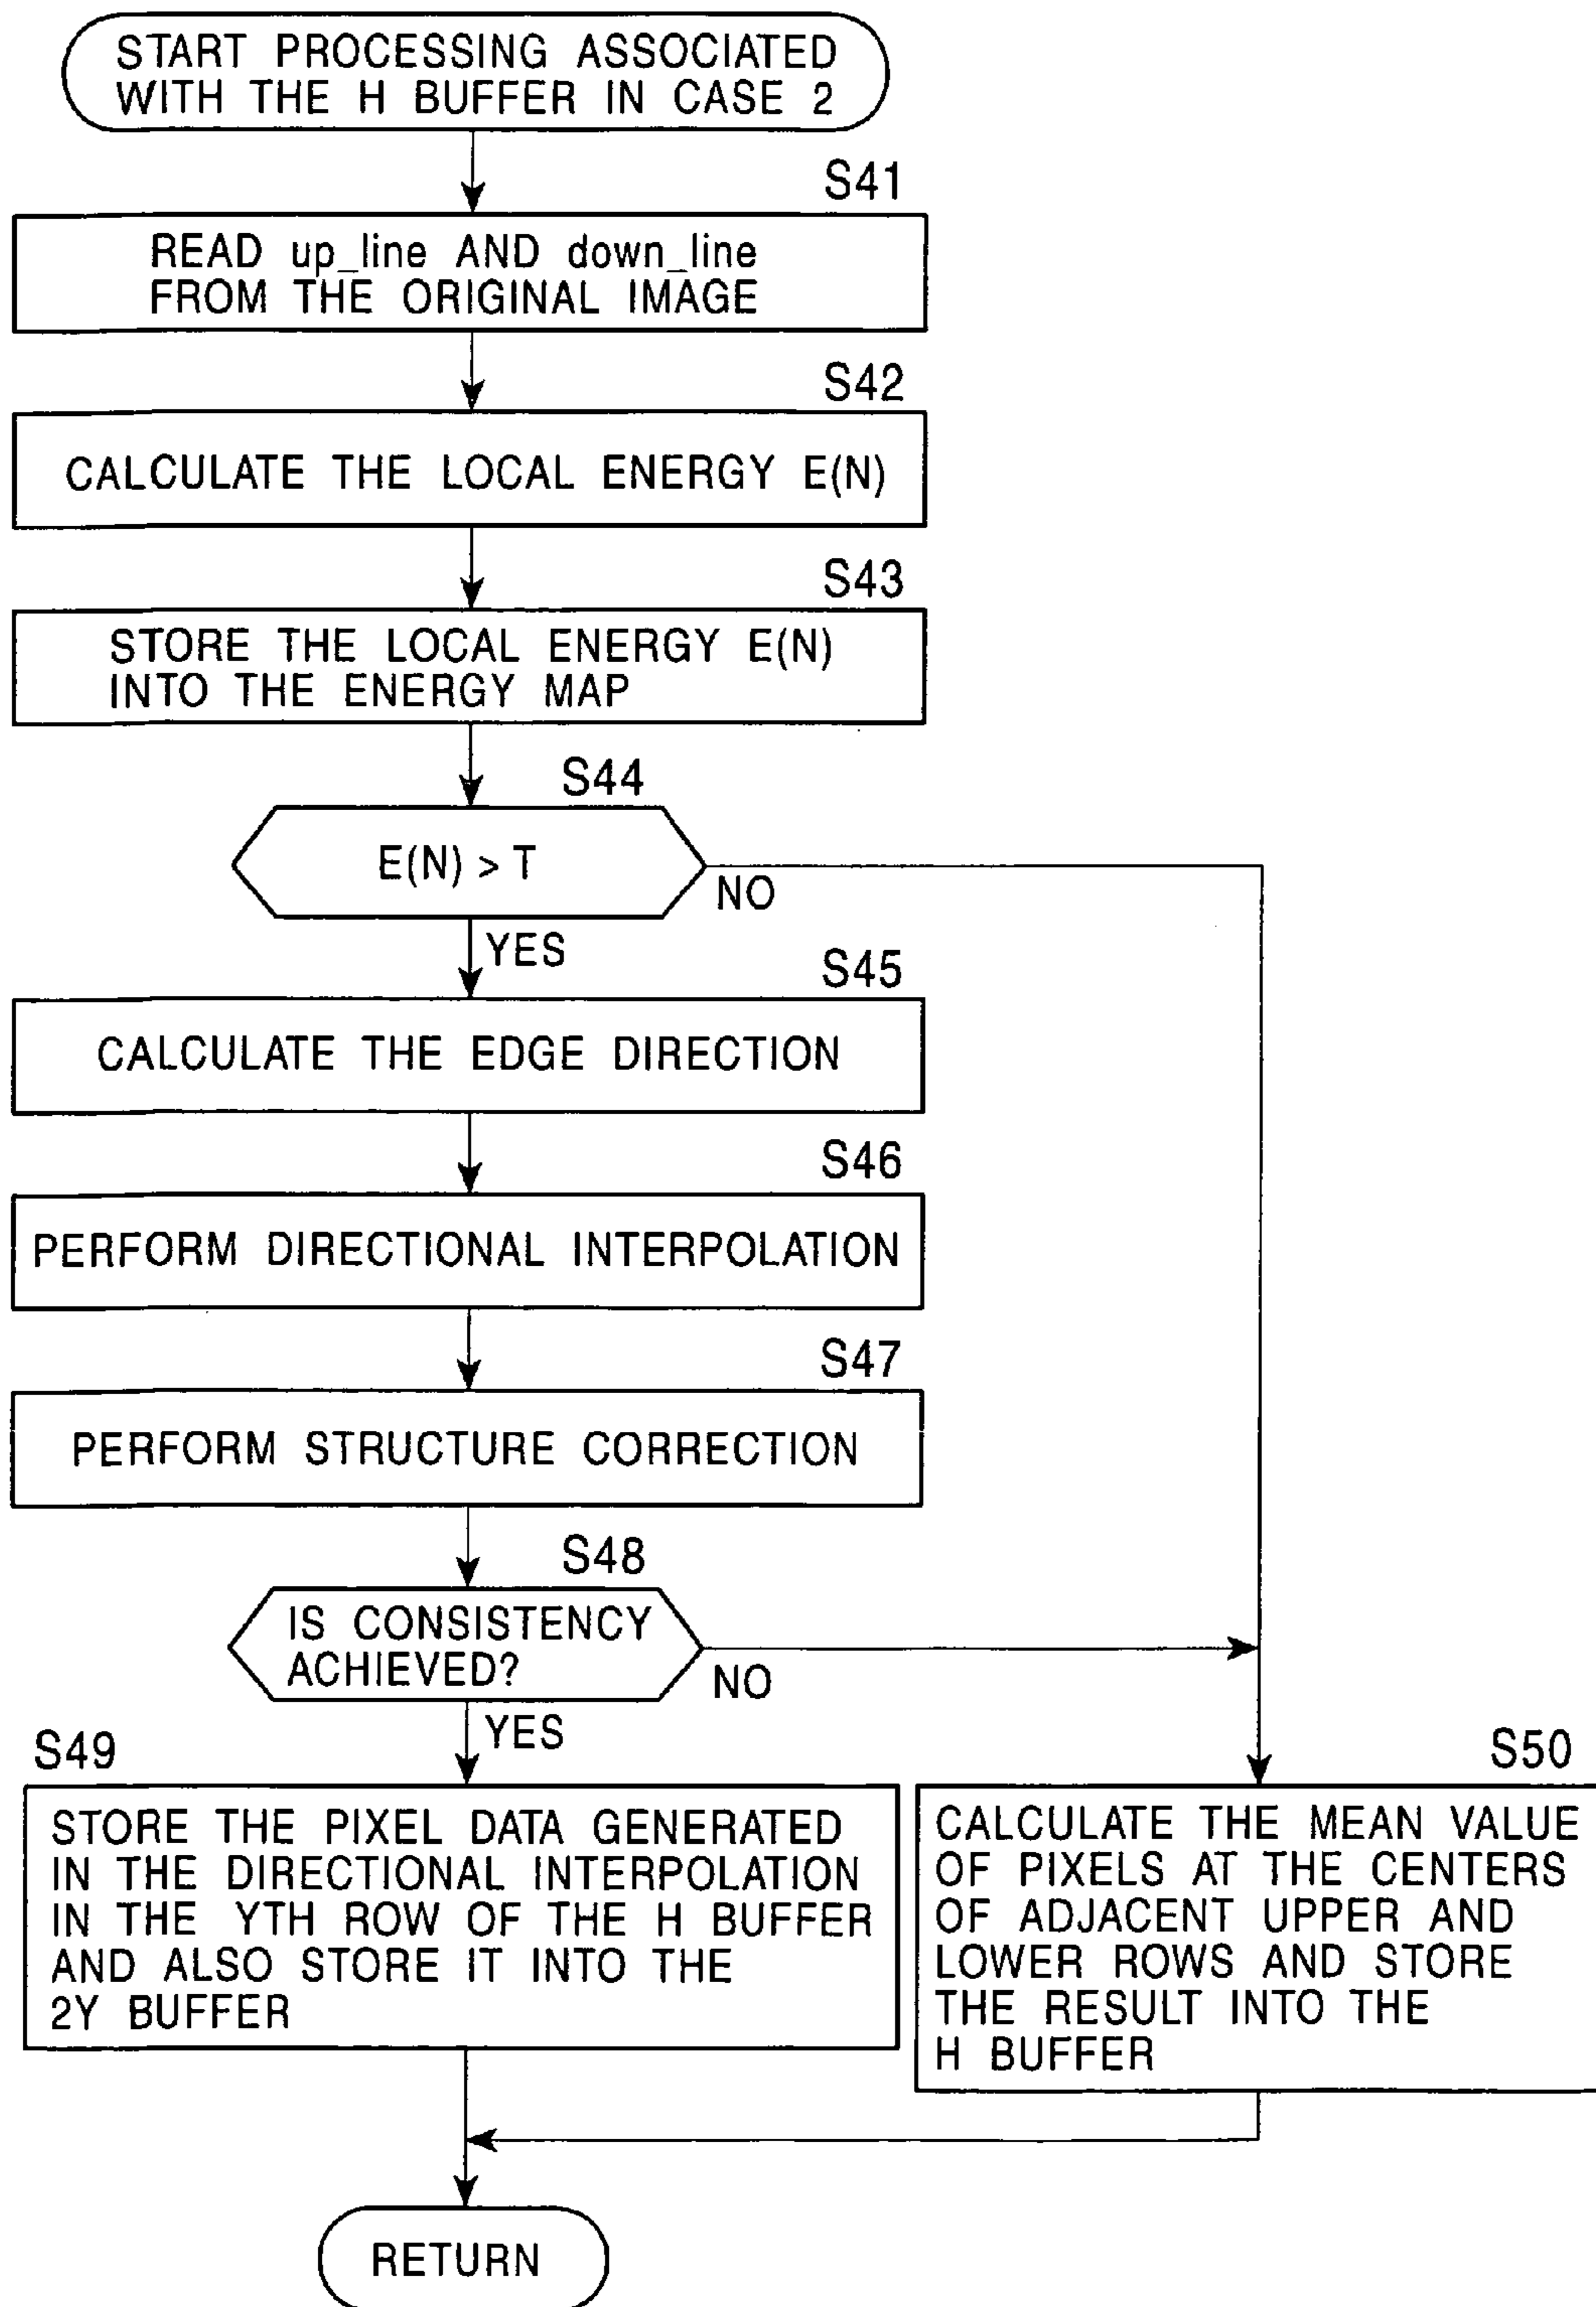 START PROCESSING ASSOCIATED
WITH THE H BUFFER IN CASE 2
S41
READ up_line AND down_line
FROM THE ORIGINAL IMAGE
S42
CALCULATE THE LOCAL ENERGY E(N)
S43
STORE THE LOCAL ENERGY E(N)
INTO THE ENERGY MAP
S44
E(N) > T
NO
YES
S45
CALCULATE THE EDGE DIRECTION
S46
PERFORM DIRECTIONAL INTERPOLATION
S47
PERFORM STRUCTURE CORRECTION
S48
IS CONSISTENCY
ACHIEVED?
NO
YES
S49
STORE THE PIXEL DATA GENERATED
IN THE DIRECTIONAL INTERPOLATION
IN THE YTH ROW OF THE H BUFFER
AND ALSO STORE IT INTO THE
2Y BUFFER
S50
CALCULATE THE MEAN VALUE
OF PIXELS AT THE CENTERS
OF ADJACENT UPPER AND
LOWER ROWS AND STORE
THE RESULT INTO THE
H BUFFER
RETURN